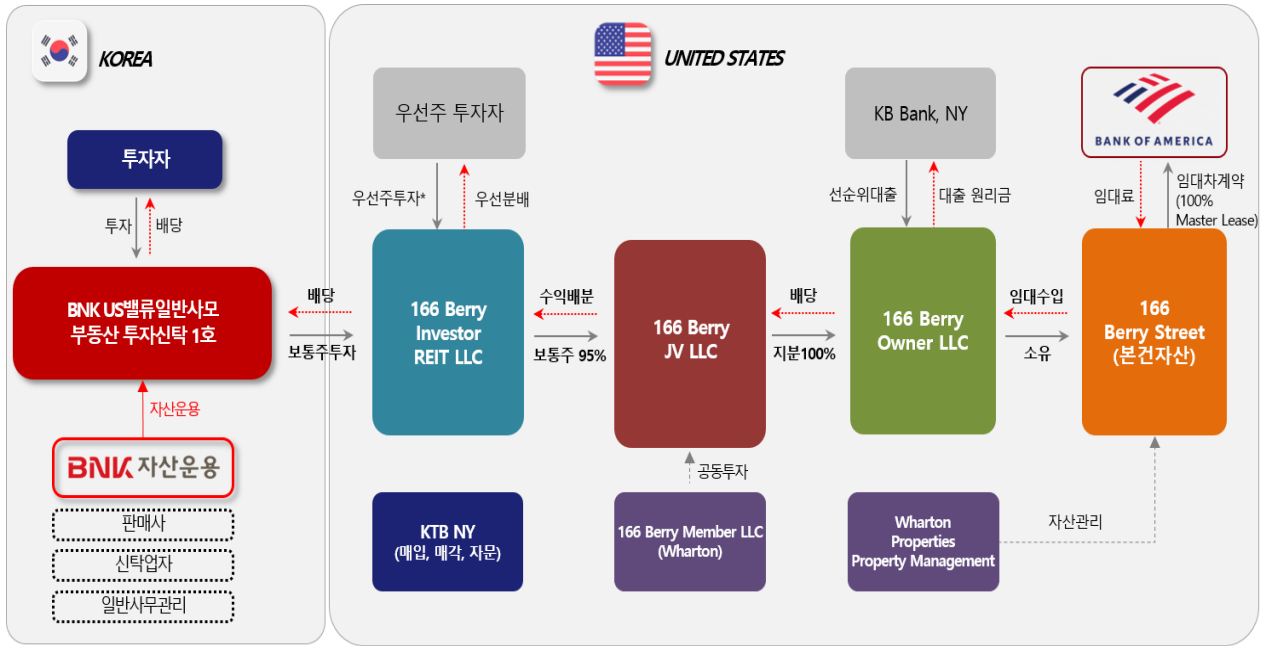 KOREA
UNITED STATES
투자자
투자
배당
BNK US밸류일반사모
부동산 투자신탁 1호
자산운용
BNK 자산운용
판매사
신탁업자
일반사무관리
우선주 투자자
우선주투자*
우선분배
배당
보통주투자
166 Berry
Investor
REIT LLC
수익배분
보통주 95%
166 Berry
JV LLC
배당
지분100%
KB Bank, NY
선순위대출
대출 원리금
166 Berry
Owner LLC
임대수입
소유
BANK OF AMERICA
임대료
임대차계약
(100%
Master Lease)
166
Berry Street
(본건자산)
KTB NY
(매입, 매각, 자문)
공동투자
166 Berry Member LLC
(Wharton)
Wharton
Properties
Property Management
자산관리